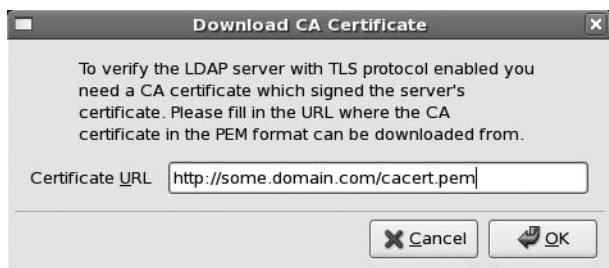 Download CA Certificate
To verify the LDAP server with TLS protocol enabled you
need a CA certificate which signed the server's
certificate. Please fill in the URL where the CA
certificate in the PEM format can be downloaded from.
Certificate URL http://some.domain.com/cacert.pem
Cancel OK